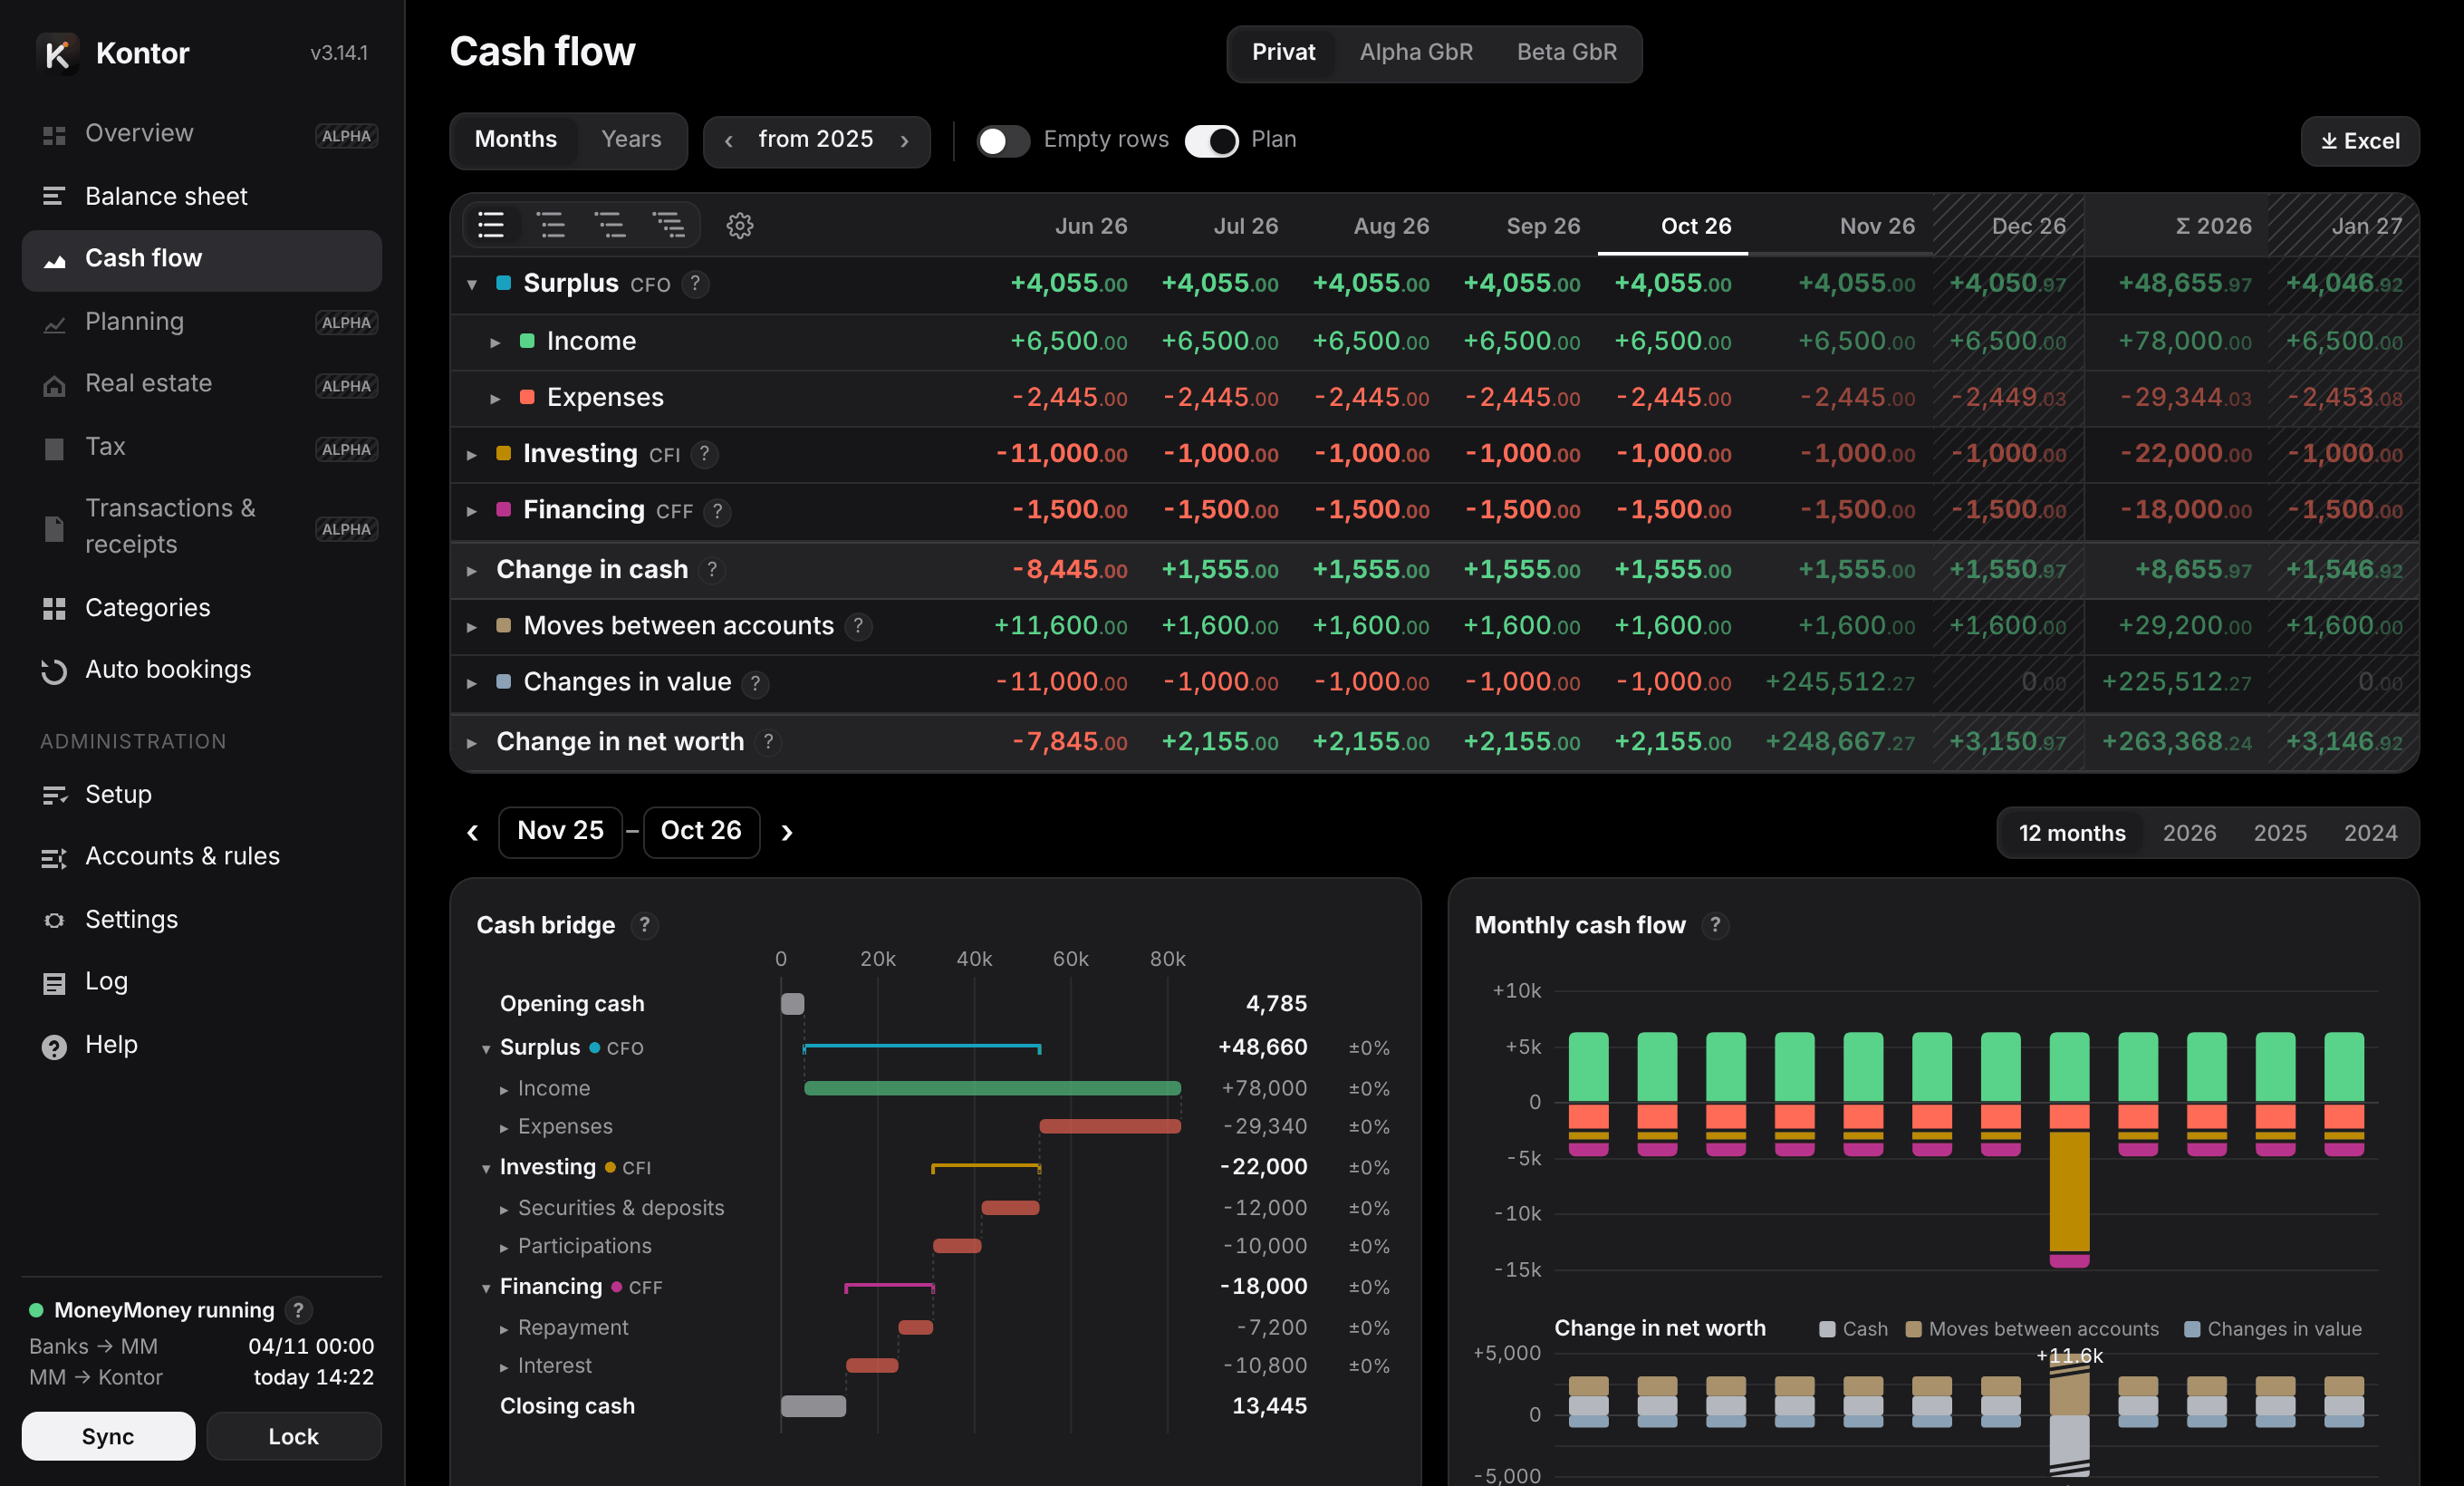 Kontor v3.14.1
Overview ALPHA
Balance sheet
Cash flow
Planning ALPHA
Real estate ALPHA
Tax ALPHA
Transactions &
receipts ALPHA
Categories
Auto bookings
ADMINISTRATION
Setup
Accounts & rules
Settings
Log
Help
MoneyMoney running ?
Banks → MM 04/11 00:00
MM → Kontor today 14:22
Sync Lock
Cash flow
Privat Alpha GbR Beta GbR
Months Years ‹ from 2025 › Empty rows Plan Excel
Jun 26 Jul 26 Aug 26 Sep 26 Oct 26 Nov 26 Dec 26 Σ 2026 Jan 27
Surplus CFO ? +4,055.00 +4,055.00 +4,055.00 +4,055.00 +4,055.00 +4,055.00 +4,050.97 +48,655.97 +4,046.92
Income +6,500.00 +6,500.00 +6,500.00 +6,500.00 +6,500.00 +6,500.00 +6,500.00 +78,000.00 +6,500.00
Expenses -2,445.00 -2,445.00 -2,445.00 -2,445.00 -2,445.00 -2,445.00 -2,449.03 -29,344.03 -2,453.08
Investing CFI ? -11,000.00 -1,000.00 -1,000.00 -1,000.00 -1,000.00 -1,000.00 -1,000.00 -22,000.00 -1,000.00
Financing CFF ? -1,500.00 -1,500.00 -1,500.00 -1,500.00 -1,500.00 -1,500.00 -1,500.00 -18,000.00 -1,500.00
Change in cash ? -8,445.00 +1,555.00 +1,555.00 +1,555.00 +1,555.00 +1,555.00 +1,550.97 +8,655.97 +1,546.92
Moves between accounts ? +11,600.00 +1,600.00 +1,600.00 +1,600.00 +1,600.00 +1,600.00 +1,600.00 +29,200.00 +1,600.00
Changes in value ? -11,000.00 -1,000.00 -1,000.00 -1,000.00 -1,000.00 +245,512.27 0.00 +225,512.27 0.00
Change in net worth ? -7,845.00 +2,155.00 +2,155.00 +2,155.00 +2,155.00 +248,667.27 +3,150.97 +263,368.24 +3,146.92
‹ Nov 25 – Oct 26 › 12 months 2026 2025 2024
Cash bridge ?
0 20k 40k 60k 80k
Opening cash 4,785
Surplus CFO +48,660 ±0%
Income +78,000 ±0%
Expenses -29,340 ±0%
Investing CFI -22,000 ±0%
Securities & deposits -12,000 ±0%
Participations -10,000 ±0%
Financing CFF -18,000 ±0%
Repayment -7,200 ±0%
Interest -10,800 ±0%
Closing cash 13,445
Monthly cash flow ?
+10k
+5k
0
-5k
-10k
-15k
Change in net worth Cash Moves between accounts Changes in value
+5,000 +11.6k
0
-5,000